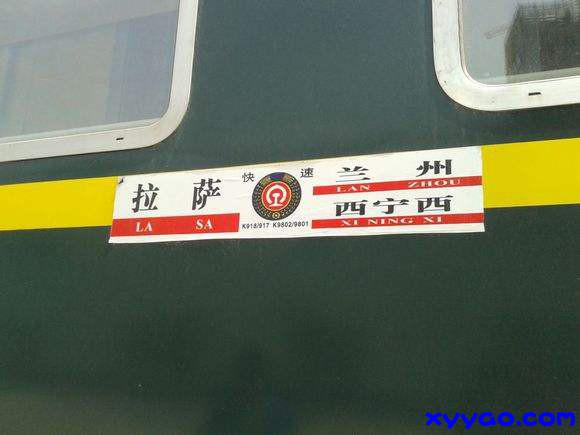 拉 萨
LA SA
快 速
K918/917 K9802/9801
兰 州
LAN ZHOU
西宁西
XI NING XI
xyygo.com